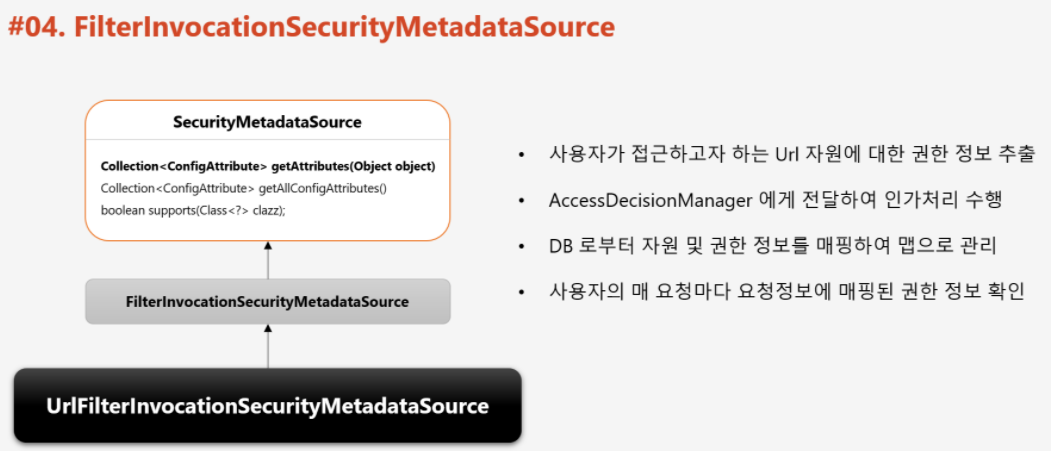 #04. FilterInvocationSecurityMetadataSource
SecurityMetadataSource
Collection<ConfigAttribute> getAttributes(Object object)
Collection<ConfigAttribute> getAllConfigAttributes()
boolean supports(Class<?> clazz);
FilterInvocationSecurityMetadataSource
UrlFilterInvocationSecurityMetadataSource
• 사용자가 접근하고자 하는 Url 자원에 대한 권한 정보 추출
• AccessDecisionManager 에게 전달하여 인가처리 수행
• DB 로부터 자원 및 권한 정보를 매핑하여 맵으로 관리
• 사용자의 매 요청마다 요청정보에 매핑된 권한 정보 확인